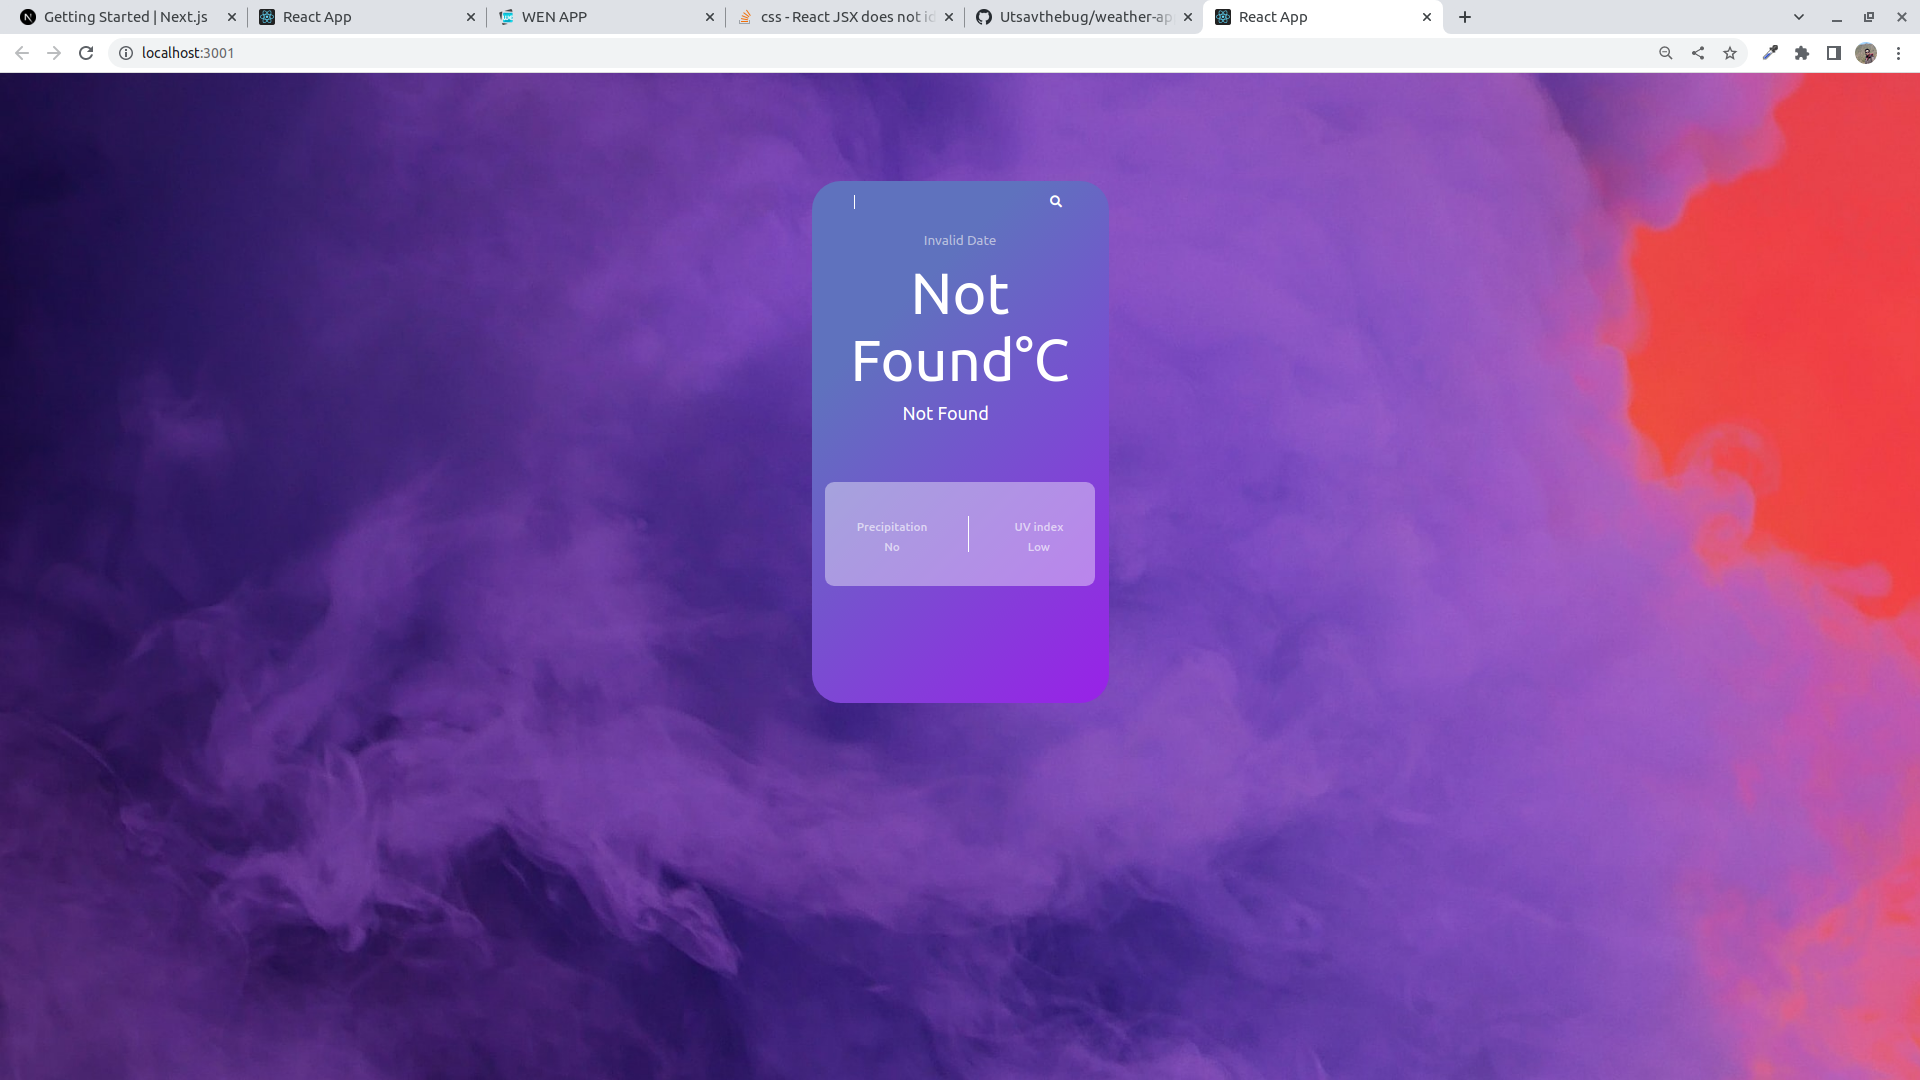 Getting Started | Next.js
React App
WEN APP
css - React JSX does not id
Utsavthebug/weather-ap
React App
localhost:3001
Invalid Date
Not
Found°C
Not Found
Precipitation
UV index
No
Low